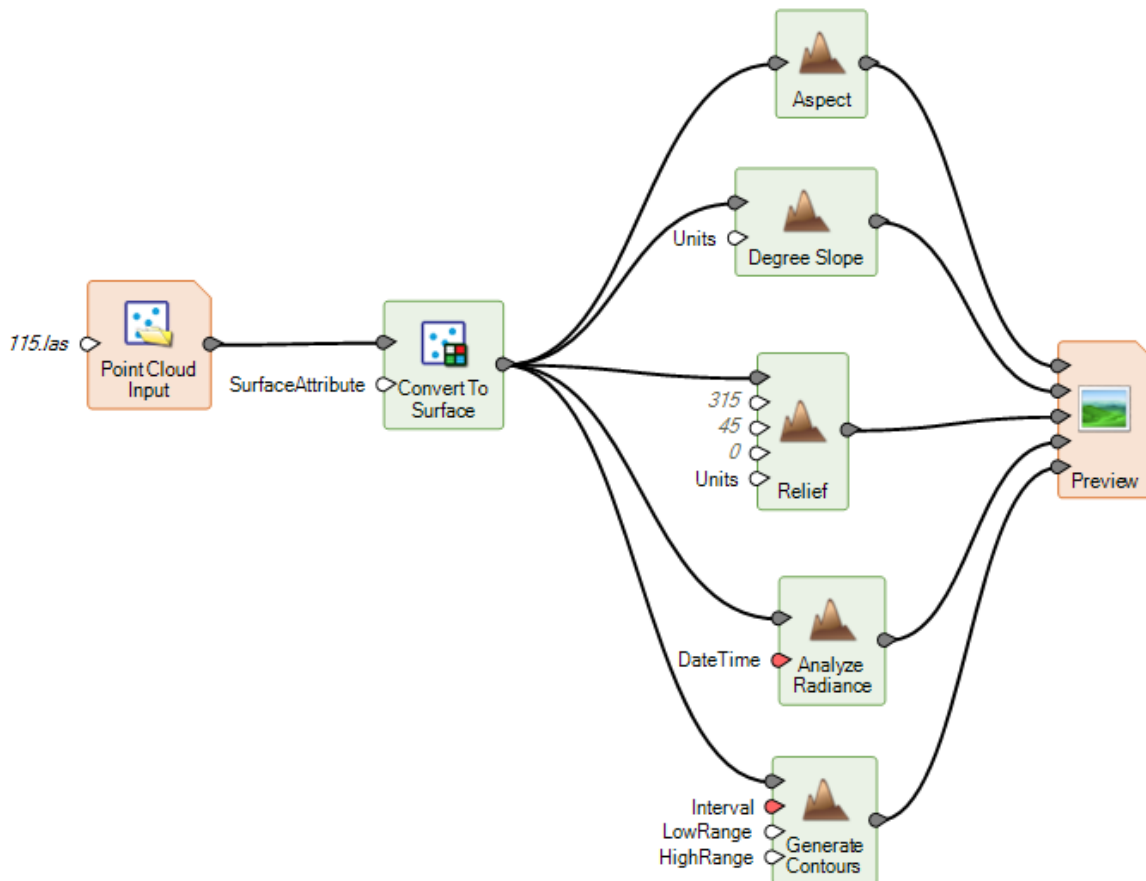 Aspect
Units
Degree Slope
115.las
Point Cloud
Input
SurfaceAttribute
Convert To
Surface
315
45
0
Units
Relief
Preview
DateTime
Analyze
Radiance
Interval
LowRange
HighRange
Generate
Contours